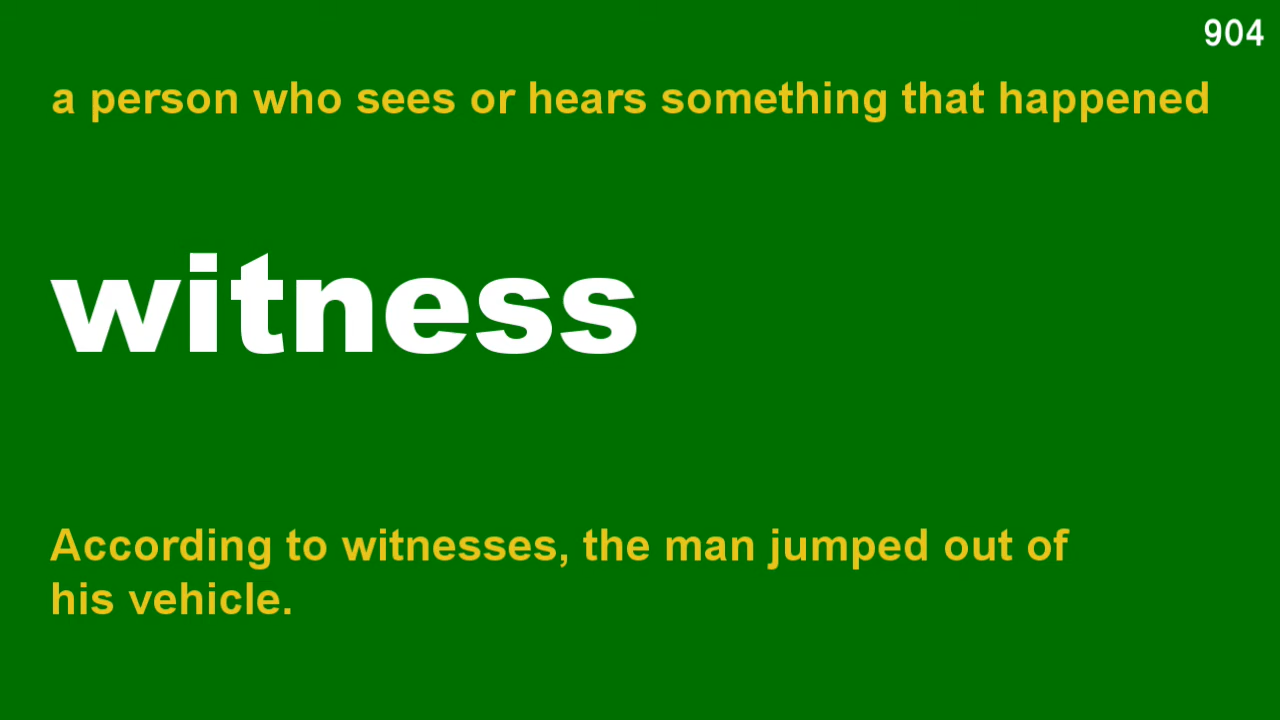 904
a person who sees or hears something that happened
witness
According to witnesses, the man jumped out of
his vehicle.